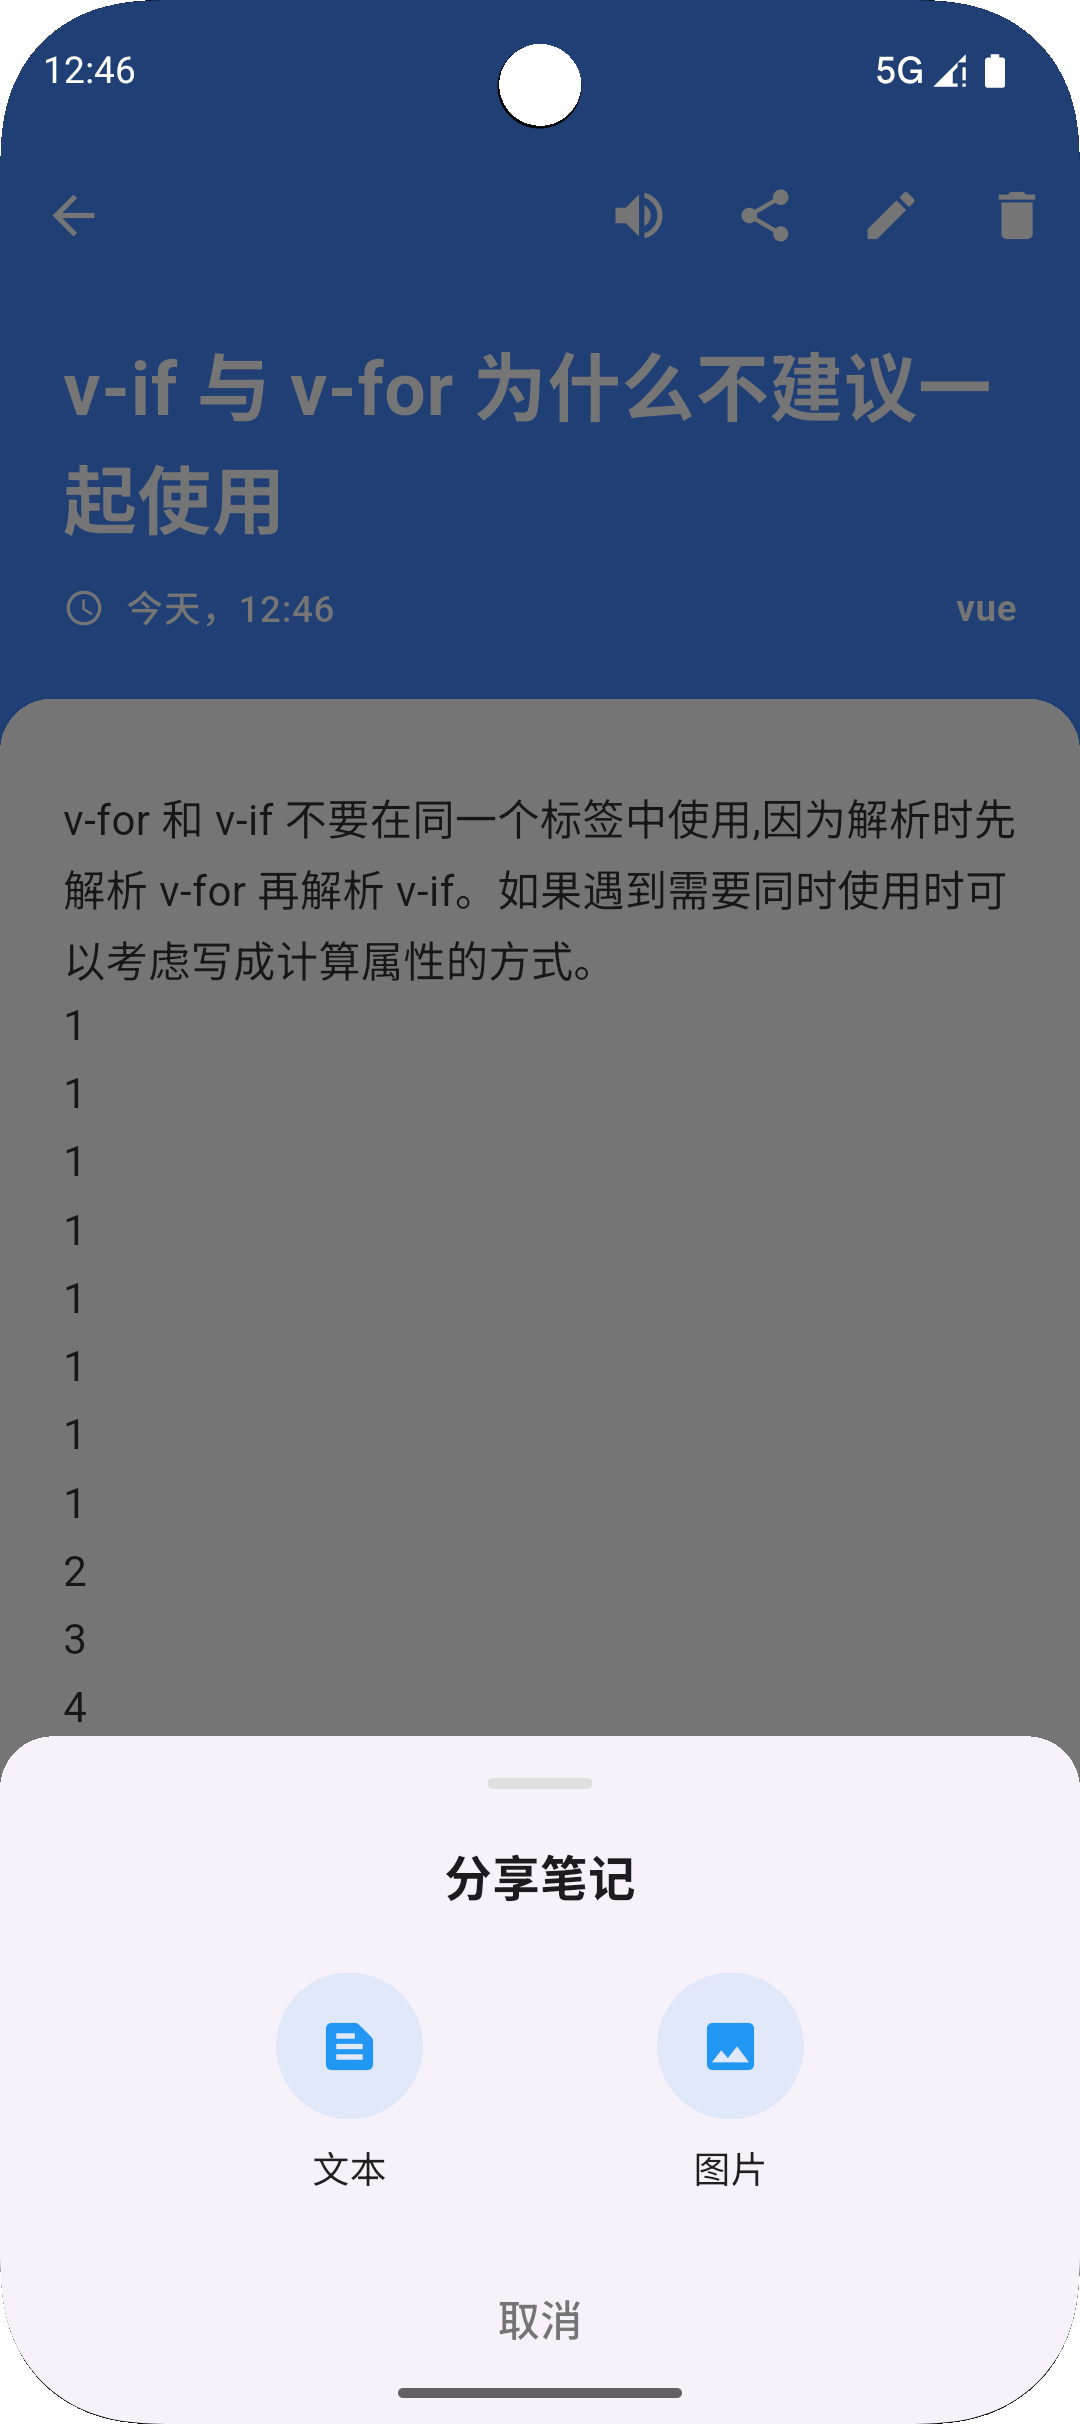 12:46
5G
v-if 与 v-for 为什么不建议一
起使用
今天，12:46
vue
v-for 和 v-if 不要在同一个标签中使用,因为解析时先
解析 v-for 再解析 v-if。如果遇到需要同时使用时可
以考虑写成计算属性的方式。
1
1
1
1
1
1
1
1
2
3
4
分享笔记
文本
图片
取消